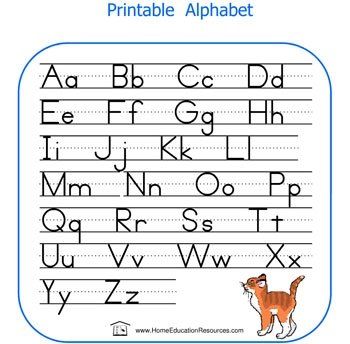 Printable Alphabet
Aa Bb Cc Dd
Ee Ff Gg Hh
Ii Jj Kk Ll
Mm Nn Oo Pp
Qq Rr Ss Tt
Uu Vv Ww Xx
Yy Zz
www.HomeEducationResources.com